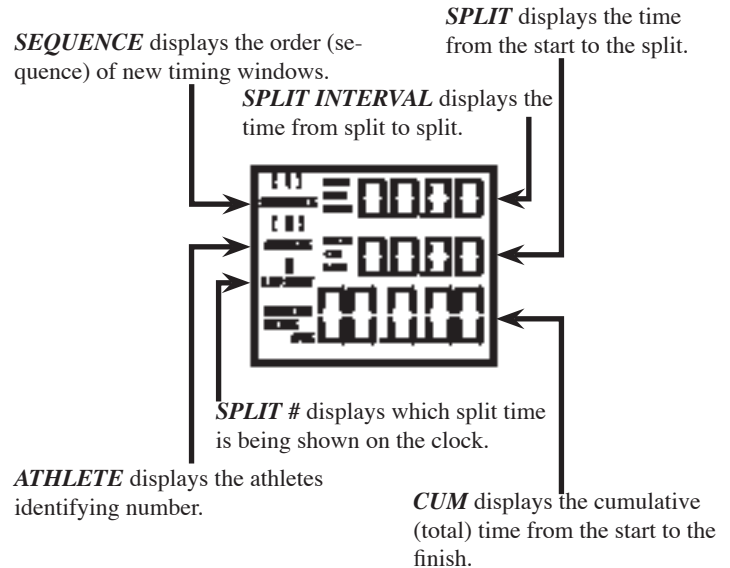 SEQUENCE displays the order (se-
quence) of new timing windows.
SPLIT displays the time
from the start to the split.
SPLIT INTERVAL displays the
time from split to split.
SPLIT # displays which split time
is being shown on the clock.
ATHLETE displays the athletes
identifying number.
CUM displays the cumulative
(total) time from the start to the
finish.